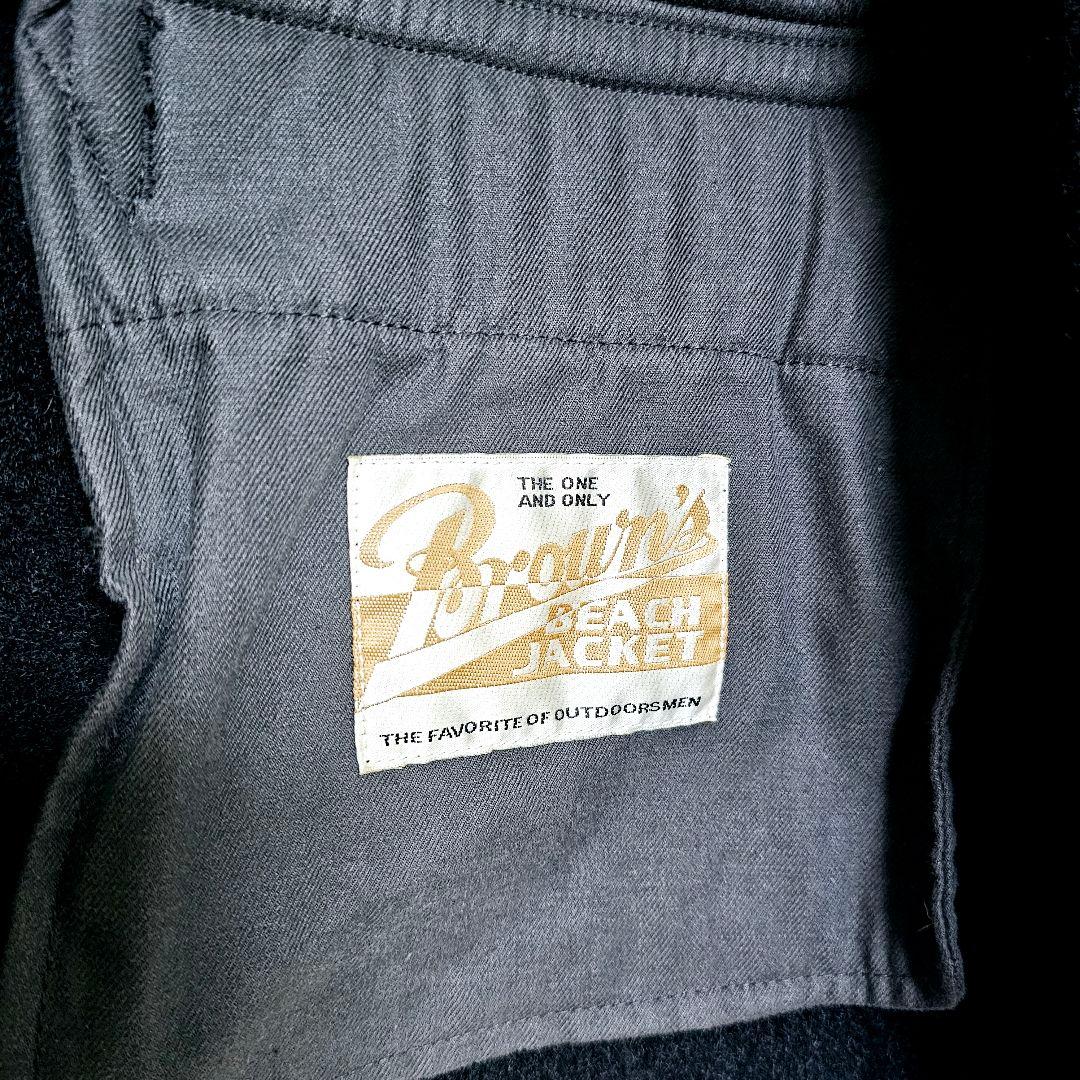 THE ONE
AND ONLY
Brown's
BEACH
JACKET
THE FAVORITE OF OUTDOORSMEN